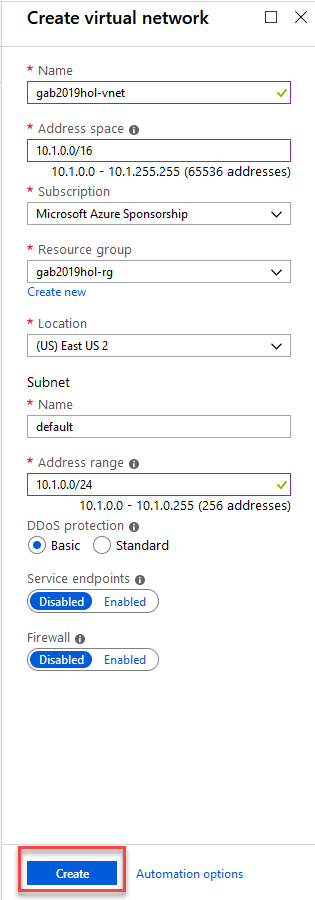 Create virtual network
* Name
gab2019hol-vnet
* Address space
10.1.0.0/16
10.1.0.0 - 10.1.255.255 (65536 addresses)
* Subscription
Microsoft Azure Sponsorship
* Resource group
gab2019hol-rg
Create new
* Location
(US) East US 2
Subnet
* Name
default
* Address range
10.1.0.0/24
10.1.0.0 - 10.1.0.255 (256 addresses)
DDoS protection
Basic Standard
Service endpoints
Disabled Enabled
Firewall
Disabled Enabled
Create Automation options